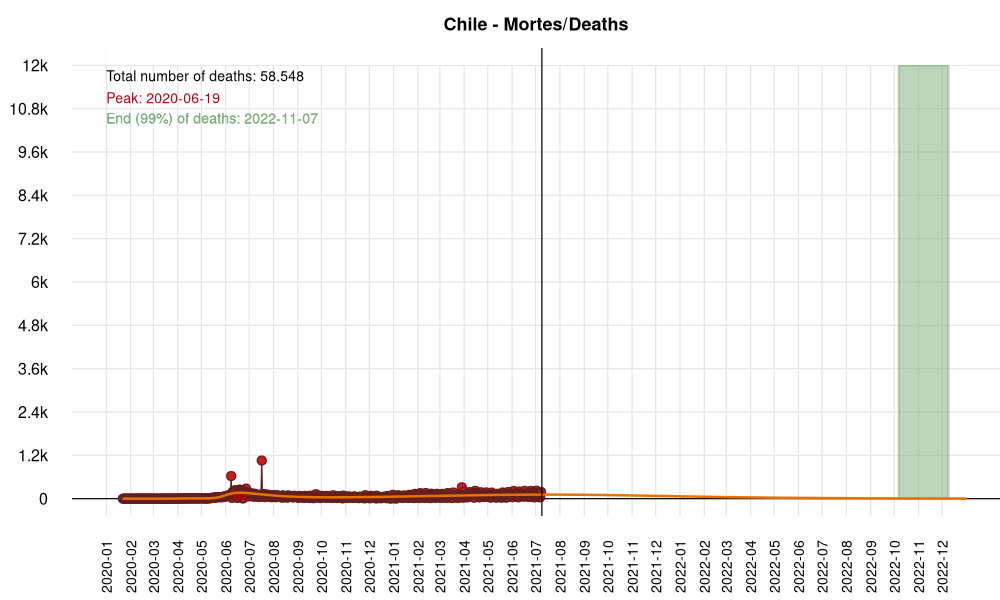 Chile - Mortes/Deaths
Total number of deaths: 58.548
Peak: 2020-06-19
End (99%) of deaths: 2022-11-07
12k
10.8k
9.6k
8.4k
7.2k
6k
4.8k
3.6k
2.4k
1.2k
0
2020-01
2020-02
2020-03
2020-04
2020-05
2020-06
2020-07
2020-08
2020-09
2020-10
2020-11
2020-12
2021-01
2021-02
2021-03
2021-04
2021-05
2021-06
2021-07
2021-08
2021-09
2021-10
2021-11
2021-12
2022-01
2022-02
2022-03
2022-04
2022-05
2022-06
2022-07
2022-08
2022-09
2022-10
2022-11
2022-12